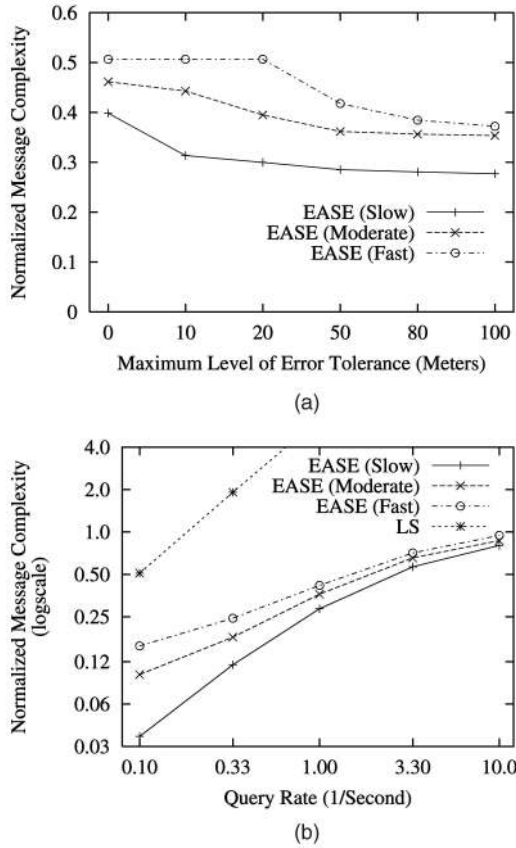 0.6
0.5
0.4
0.3
0.2
0.1
0
Normalized Message Complexity
EASE (Slow)
EASE (Moderate)
EASE (Fast)
0 10 20 50 80 100
Maximum Level of Error Tolerance (Meters)
(a)
4.0
2.0
1.0
0.50
0.25
0.12
0.06
0.03
Normalized Message Complexity
(logscale)
EASE (Slow)
EASE (Moderate)
EASE (Fast)
LS
0.10 0.33 1.00 3.30 10.0
Query Rate (1/Second)
(b)